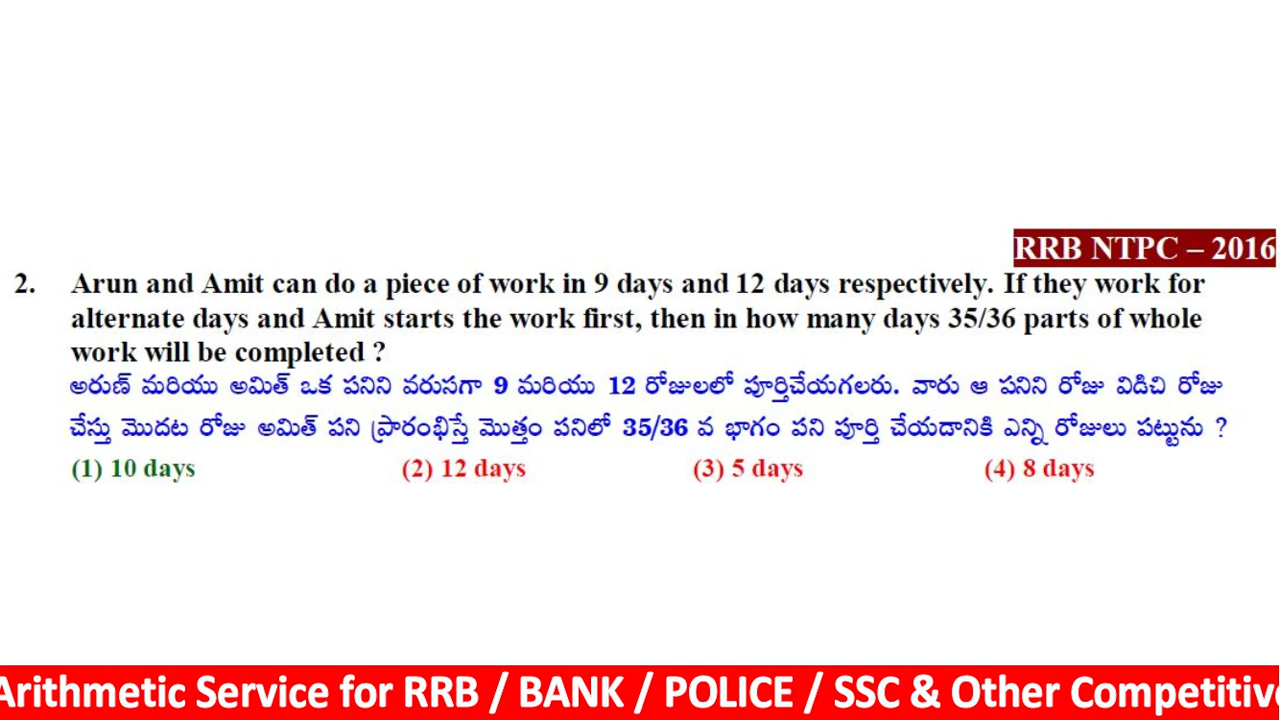 RRB NTPC – 2016
2. Arun and Amit can do a piece of work in 9 days and 12 days respectively. If they work for
alternate days and Amit starts the work first, then in how many days 35/36 parts of whole
work will be completed ?
అరుణ్ మరియు అమిత్ ఒక పనిని వరుసగా 9 మరియు 12 రోజులలో పూర్తిచేయగలరు. వారు ఆ పనిని రోజు విడిచి రోజు
చేస్తు మొదట రోజు అమిత్ పని ప్రారంభిస్తే మొత్తం పనిలో 35/36 వ భాగం పని పూర్తి చేయడానికి ఎన్ని రోజులు పట్టును ?
(1) 10 days (2) 12 days (3) 5 days (4) 8 days
Arithmetic Service for RRB / BANK / POLICE / SSC & Other Competitive